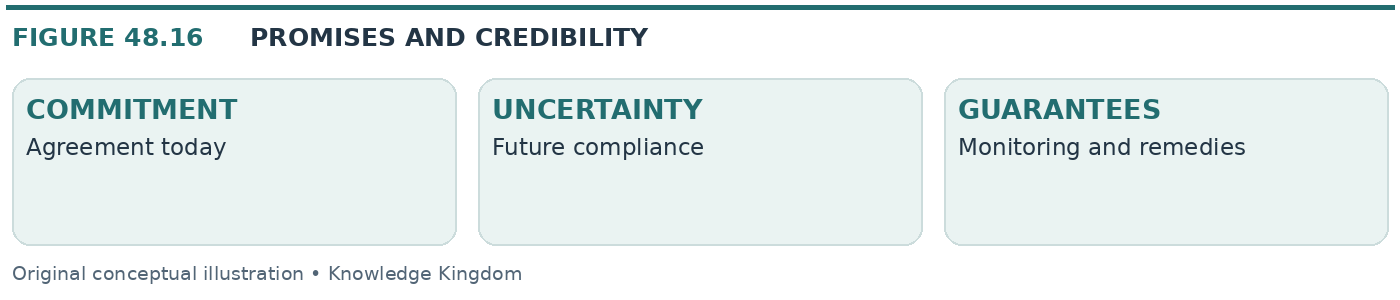 FIGURE 48.16 PROMISES AND CREDIBILITY
COMMITMENT
Agreement today
UNCERTAINTY
Future compliance
GUARANTEES
Monitoring and remedies
Original conceptual illustration • Knowledge Kingdom